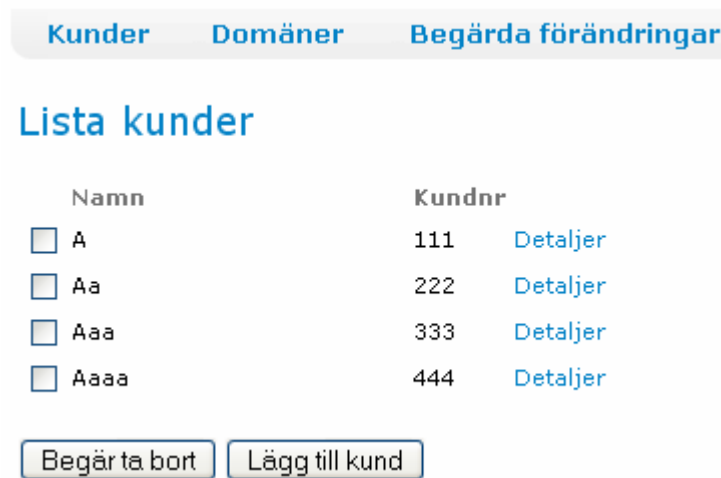 Kunder Domäner Begärda förändringar
Lista kunder
Namn Kundnr
A 111 Detaljer
Aa 222 Detaljer
Aaa 333 Detaljer
Aaaa 444 Detaljer
Begär ta bort Lägg till kund